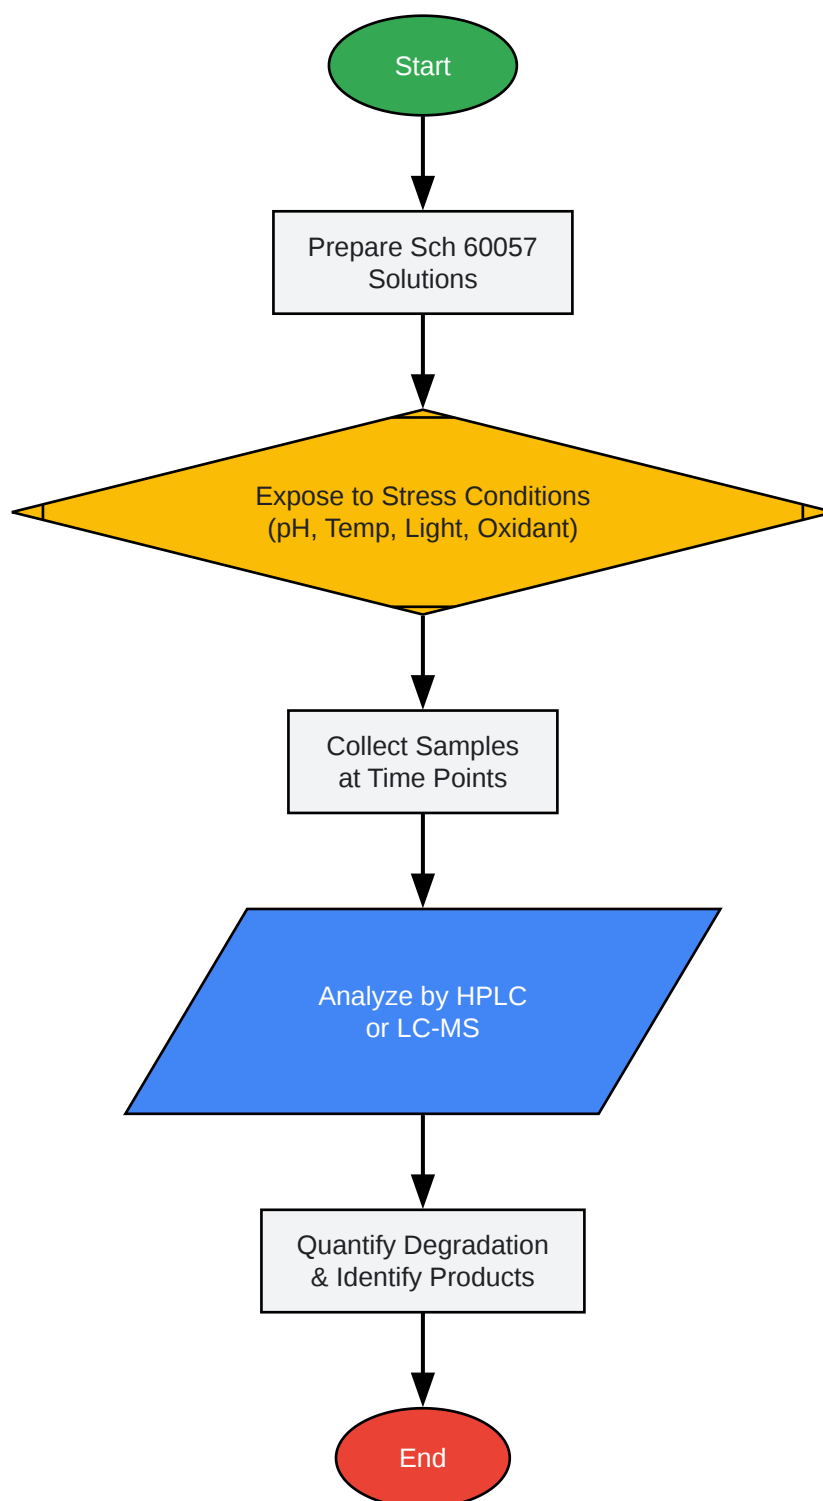 Start
Prepare Sch 60057
Solutions
Expose to Stress Conditions
(pH, Temp, Light, Oxidant)
Collect Samples
at Time Points
Analyze by HPLC
or LC-MS
Quantify Degradation
& Identify Products
End